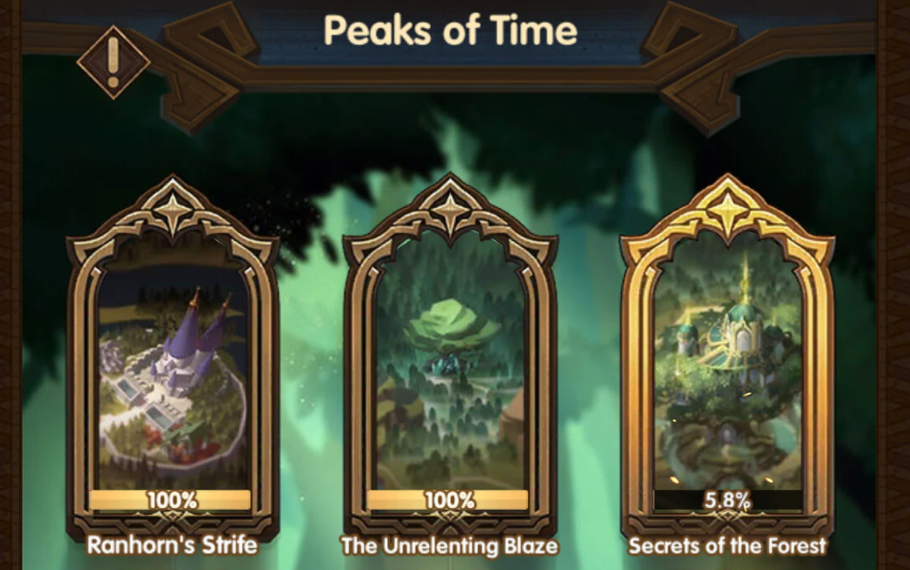 Peaks of Time
100%
100%
5.8%
Ranhorn's Strife
The Unrelenting Blaze
Secrets of the Forest